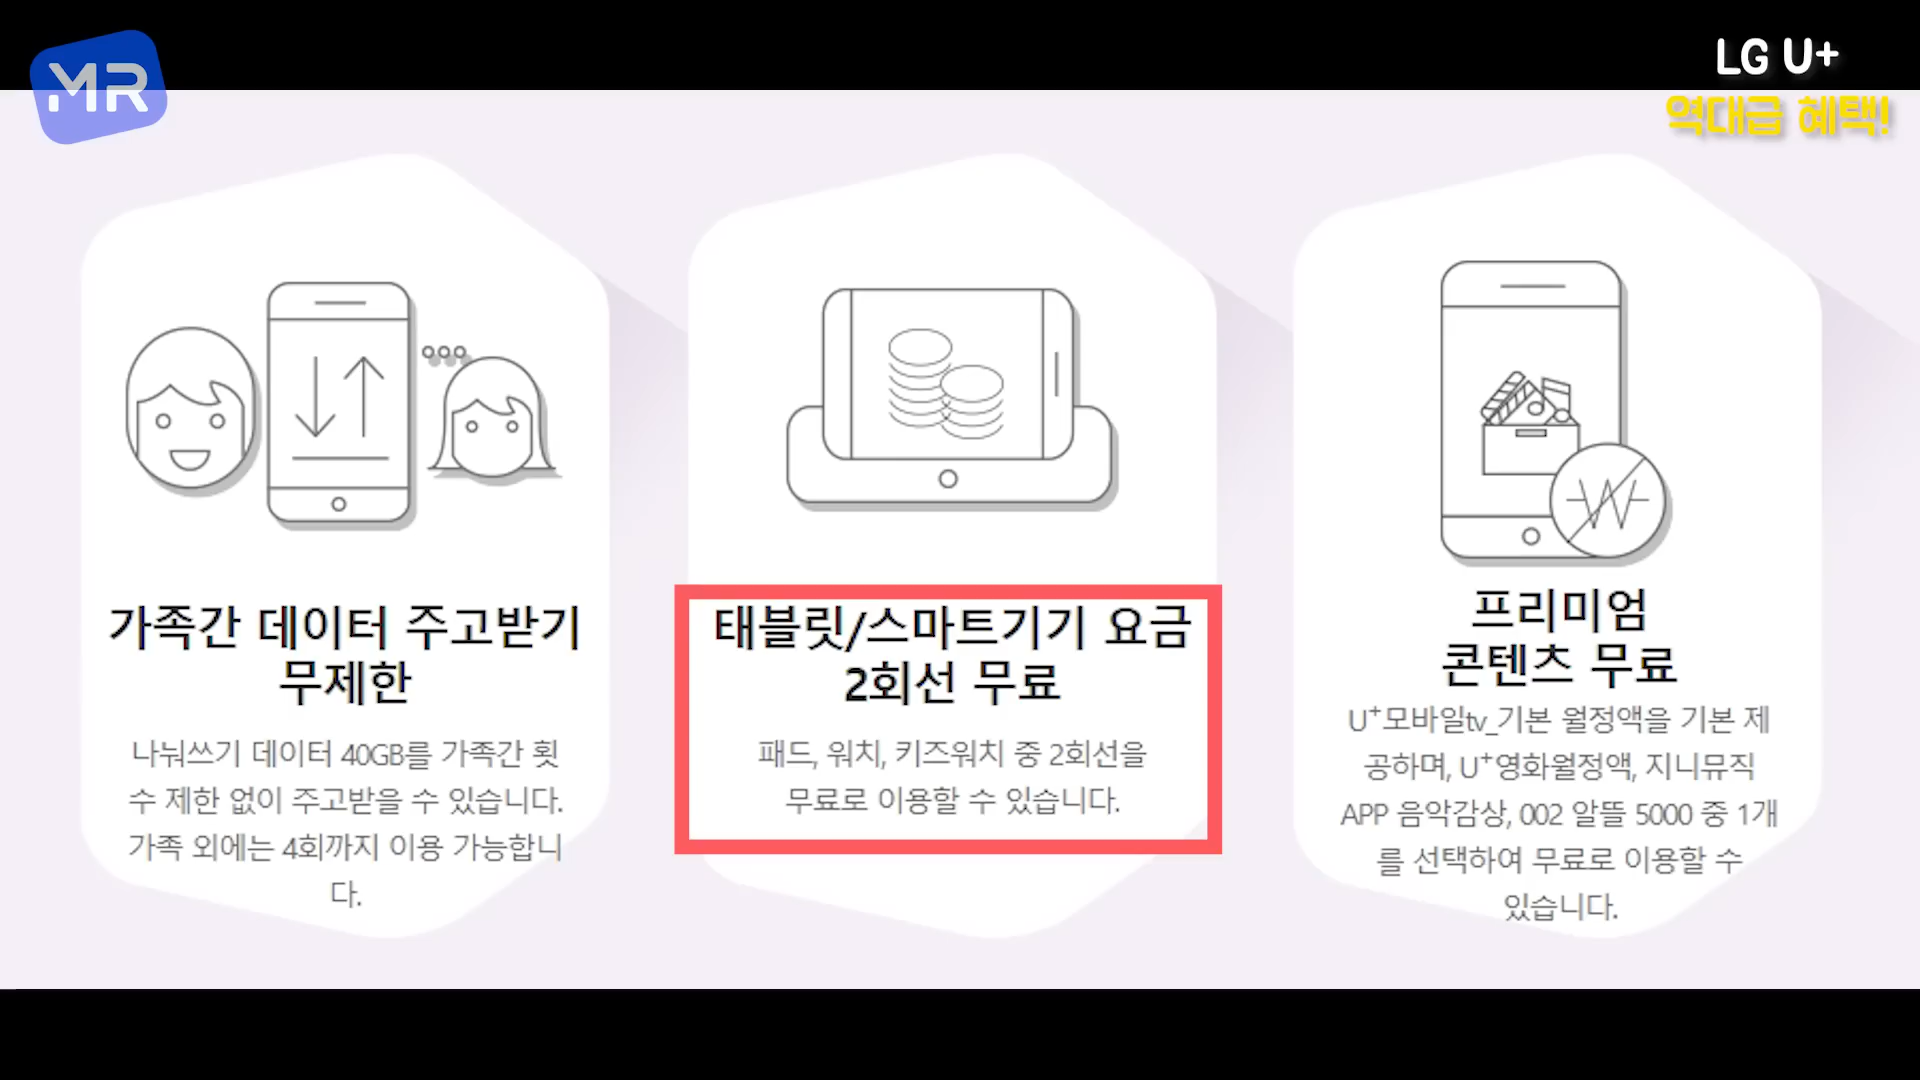 MR
LG U+
역대급 혜택!
가족간 데이터 주고받기
무제한
나눠쓰기 데이터 40GB를 가족간 횟
수 제한 없이 주고받을 수 있습니다.
가족 외에는 4회까지 이용 가능합니
다.
태블릿/스마트기기 요금
2회선 무료
패드, 워치, 키즈워치 중 2회선을
무료로 이용할 수 있습니다.
프리미엄
콘텐츠 무료
U⁺모바일tv_기본 월정액을 기본 제
공하며, U⁺영화월정액, 지니뮤직
APP 음악감상, 002 알뜰 5000 중 1개
를 선택하여 무료로 이용할 수
있습니다.